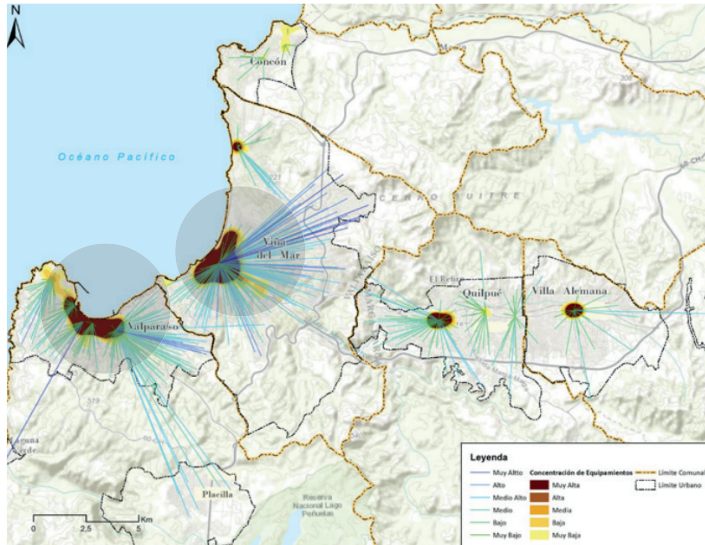 N
Concón
Océano Pacífico
Viña
del Mar
El Retiro
Quilpué
Villa Alemana
Valparaíso
Placilla
Reserva
Nacional Lago
Peñuelas
0 2,5 5
Km
Leyenda
Muy Altto
Alto
Medio Alto
Medio
Bajo
Muy Bajo
Concentración de Equipamientos
Muy Alta
Alta
Media
Baja
Muy Baja
Límite Comunal
Límite Urbano